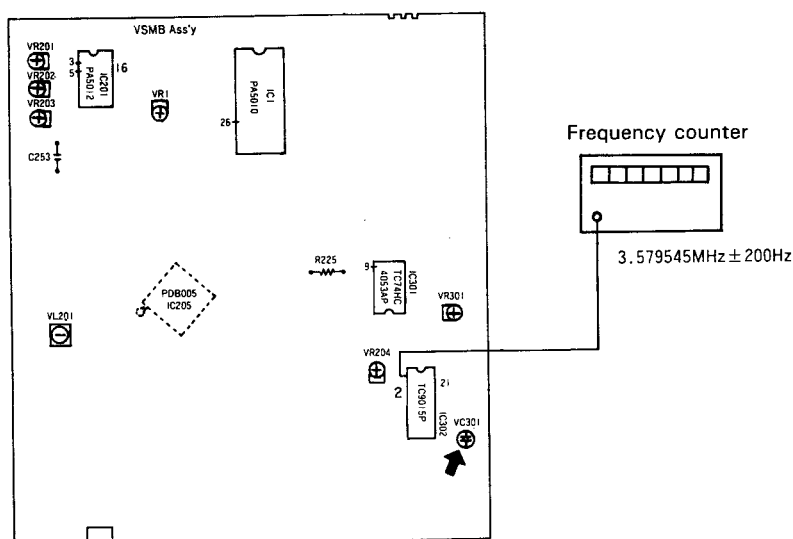 VSMB Ass'y
VR201
VR202
VR203
3
5
IC201
PA5012
16
VR1
IC1
PA5010
26
C253
Frequency counter
3.579545MHz±200Hz
R225
9
TC74HC
4053AP
IC301
PDB005
IC205
VL201
VR301
VR204
2
21
TC9015P
IC302
VC301